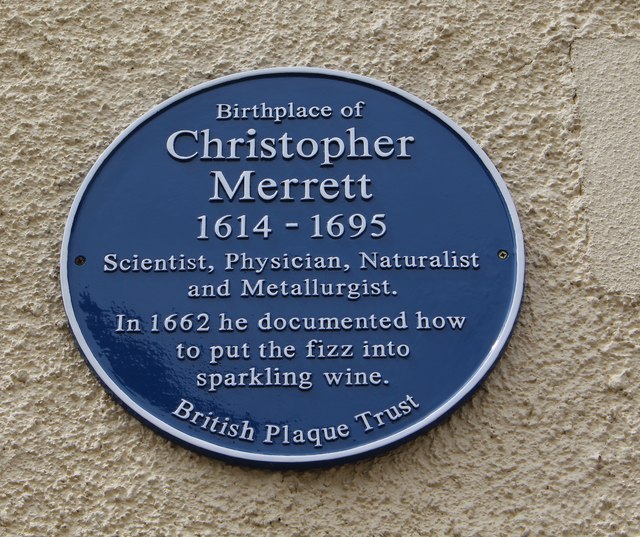 Birthplace of
Christopher
Merrett
1614 - 1695
Scientist, Physician, Naturalist
and Metallurgist.
In 1662 he documented how
to put the fizz into
sparkling wine.
British Plaque Trust